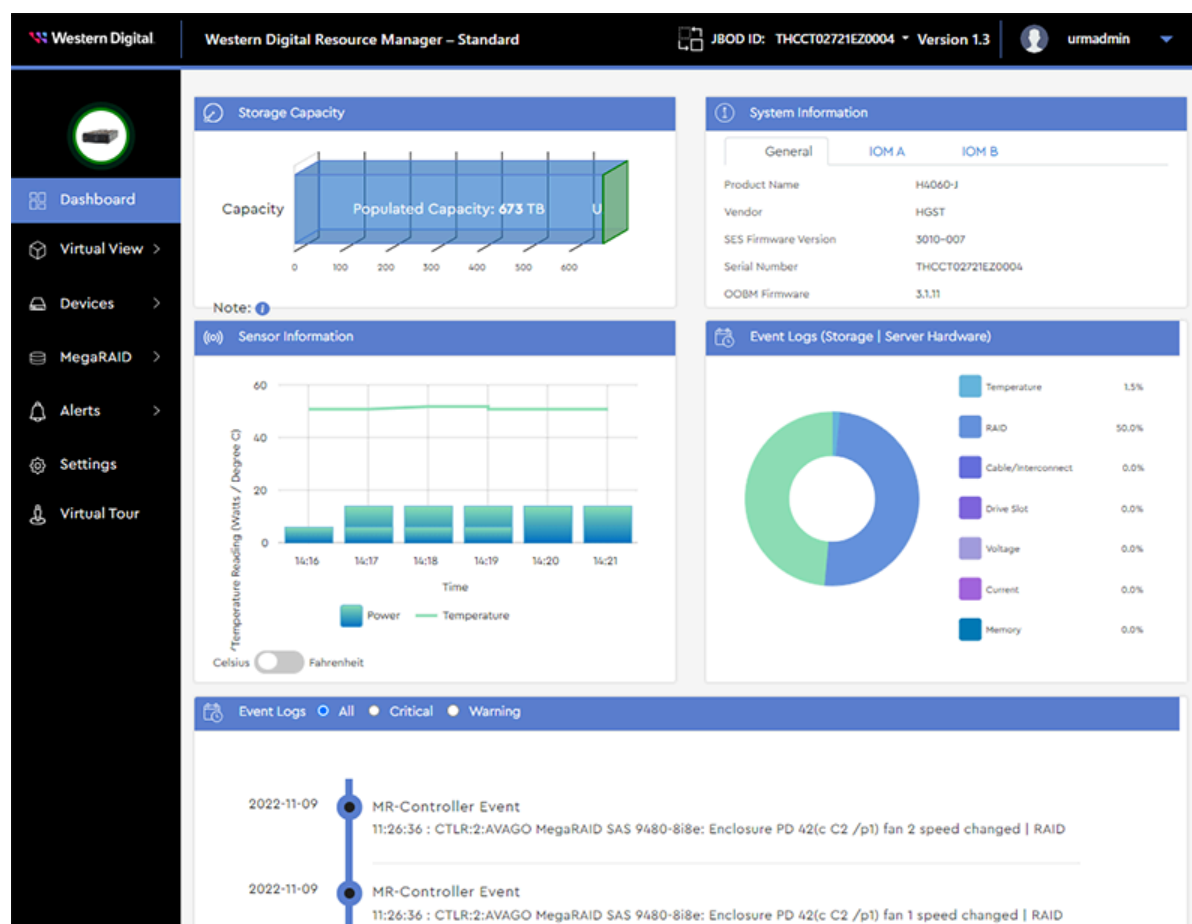 Western Digital.
Western Digital Resource Manager – Standard
JBOD ID: THCCT02721EZ0004
Version 1.3
urmadmin
Dashboard
Virtual View >
Devices >
MegaRAID >
Alerts >
Settings
Virtual Tour
Storage Capacity
Capacity
Populated Capacity: 673 TB
U
0 100 200 300 400 500 600
Note: i
System Information
General IOM A IOM B
Product Name H4060-J
Vendor HGST
SES Firmware Version 3010-007
Serial Number THCCT02721EZ0004
OOBM Firmware 3.1.11
Sensor Information
60
40
20
0
Temperature Reading (Watts / Degree C)
14:16 14:17 14:18 14:19 14:20 14:21
Time
Power Temperature
Celsius Fahrenheit
Event Logs (Storage | Server Hardware)
Temperature 1.5%
RAID 50.0%
Cable/Interconnect 0.0%
Drive Slot 0.0%
Voltage 0.0%
Current 0.0%
Memory 0.0%
Event Logs All Critical Warning
2022-11-09 MR-Controller Event
11:26:36 : CTLR:2:AVAGO MegaRAID SAS 9480-8i8e: Enclosure PD 42(c C2 /p1) fan 2 speed changed | RAID
2022-11-09 MR-Controller Event
11:26:36 : CTLR:2:AVAGO MegaRAID SAS 9480-8i8e: Enclosure PD 42(c C2 /p1) fan 1 speed changed | RAID